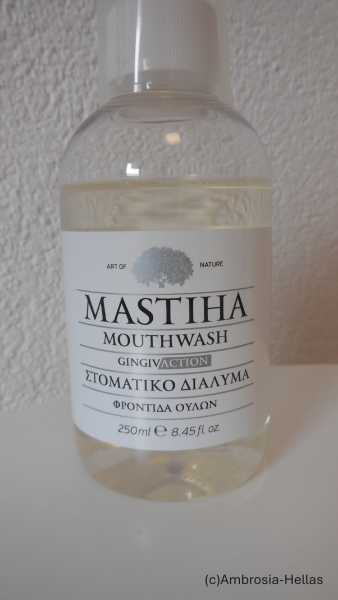 ART OF NATURE
MASTIHA
MOUTHWASH
GINGIVACTION
ΣΤΟΜΑΤΙΚΟ ΔΙΑΛΥΜΑ
ΦΡΟΝΤΙΔΑ ΟΥΛΩΝ
250ml ℮ 8.45 fl. oz
(c)Ambrosia-Hellas